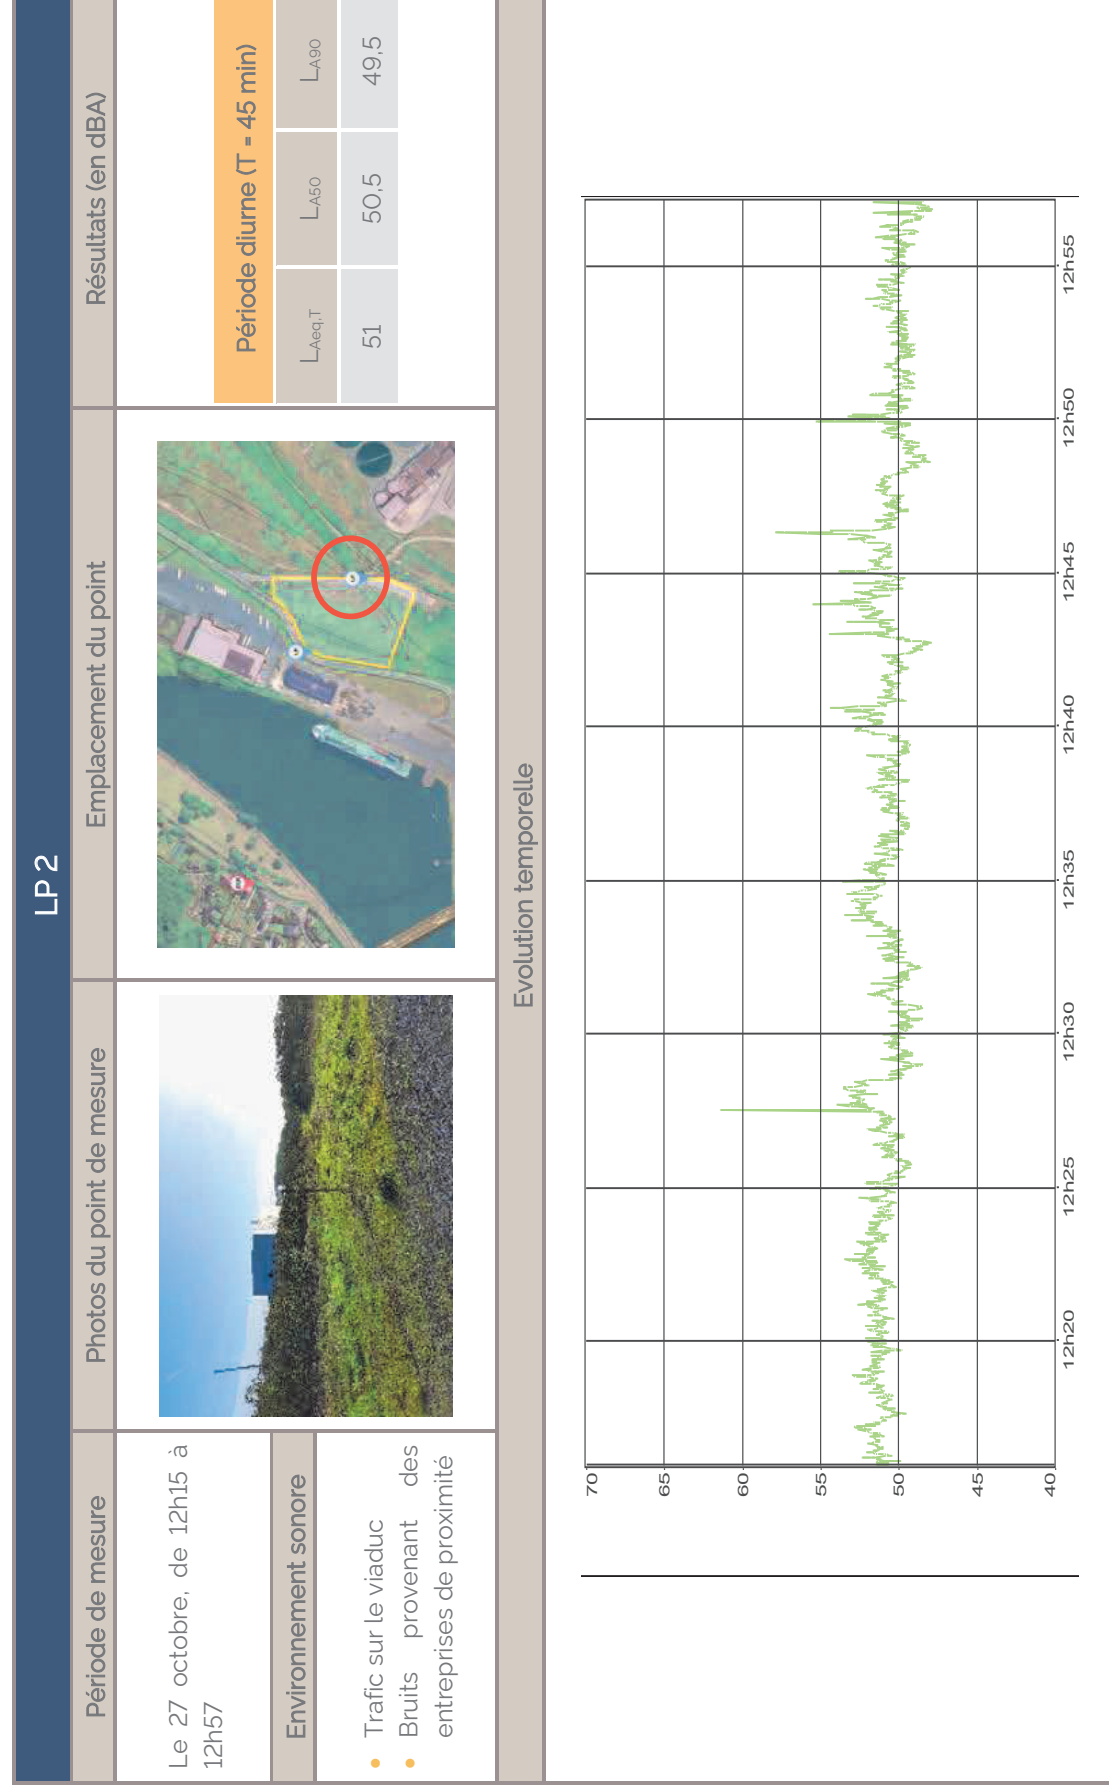 LP 2
Période de mesure
Photos du point de mesure
Emplacement du point
Résultats (en dBA)
Le 27 octobre, de 12h15 à
12h57
Environnement sonore
• Trafic sur le viaduc
• Bruits provenant des
entreprises de proximité
Période diurne (T = 45 min)
LAeq,T LA50 LA90
51 50,5 49,5
Evolution temporelle
70
65
60
55
50
45
40
12h20 12h25 12h30 12h35 12h40 12h45 12h50 12h55